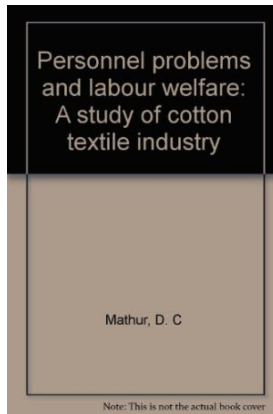 Personnel problems
and labour welfare:
A study of cotton
textile industry
Mathur, D. C
Note: This is not the actual book cover